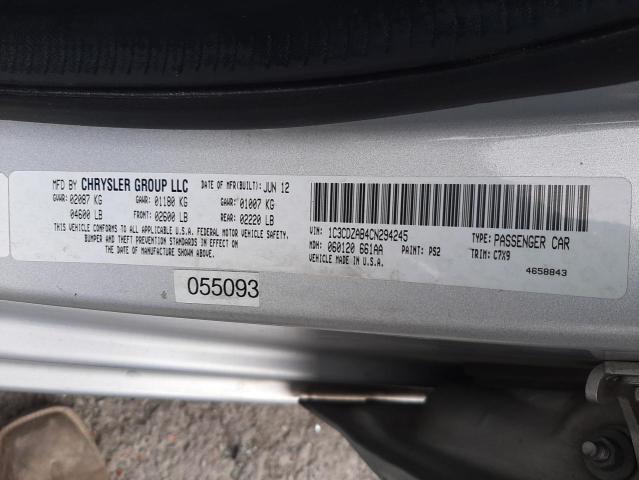 MFD BY CHRYSLER GROUP LLC DATE OF MFR(BUILT): JUN 12
GVWR: 02087 KG GAWR: 01180 KG GAWR: 01007 KG
04600 LB FRONT: 02600 LB REAR: 02220 LB
THIS VEHICLE CONFORMS TO ALL APPLICABLE U.S.A. FEDERAL MOTOR VEHICLE SAFETY,
BUMPER AND THEFT PREVENTION STANDARDS IN EFFECT ON
THE DATE OF MANUFACTURE SHOWN ABOVE.
VIN: 1C3CDZAB4CN294245 TYPE: PASSENGER CAR
MDH: 060120 661AA PAINT: PS2 TRIM: C7X9
VEHICLE MADE IN U.S.A.
4658843
055093